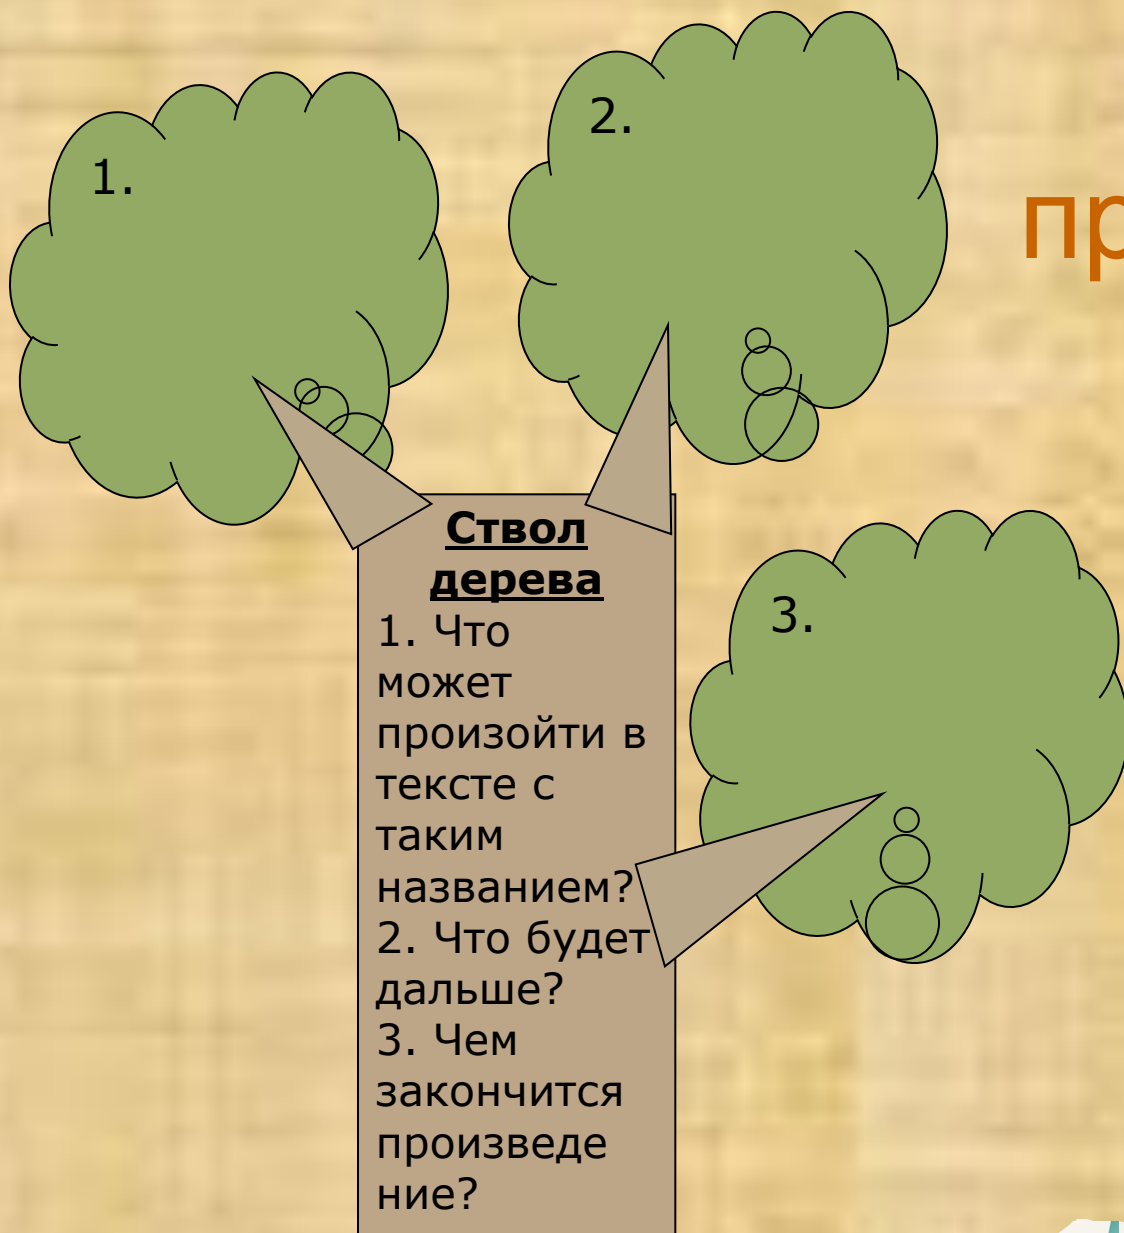 1.
2.
пр
Ствол
дерева
1. Что
может
произойти в
тексте с
таким
названием?
2. Что будет
дальше?
3. Чем
закончится
произведе
ние?
3.